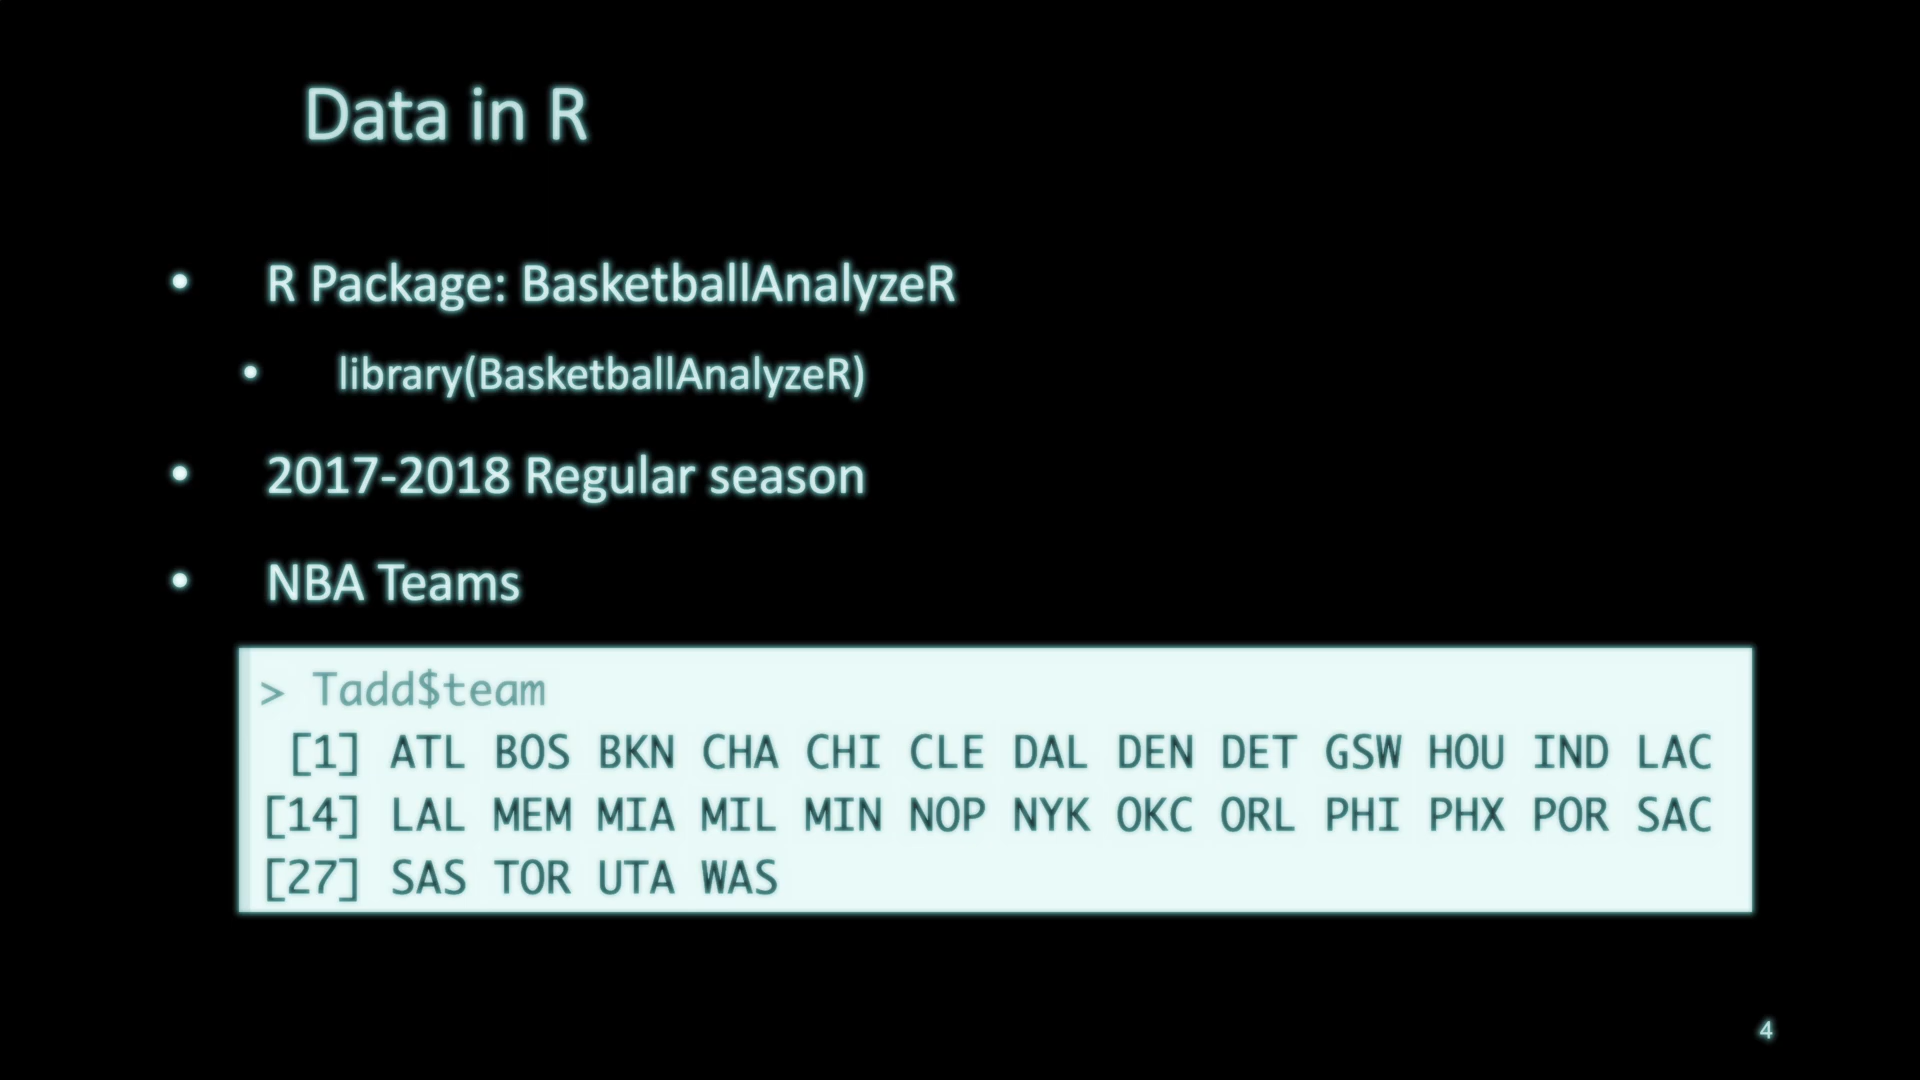 Data in R
• R Package: BasketballAnalyzeR
• library(BasketballAnalyzeR)
• 2017-2018 Regular season
• NBA Teams
> Tadd$team
[1] ATL BOS BKN CHA CHI CLE DAL DEN DET GSW HOU IND LAC
[14] LAL MEM MIA MIL MIN NOP NYK OKC ORL PHI PHX POR SAC
[27] SAS TOR UTA WAS
4